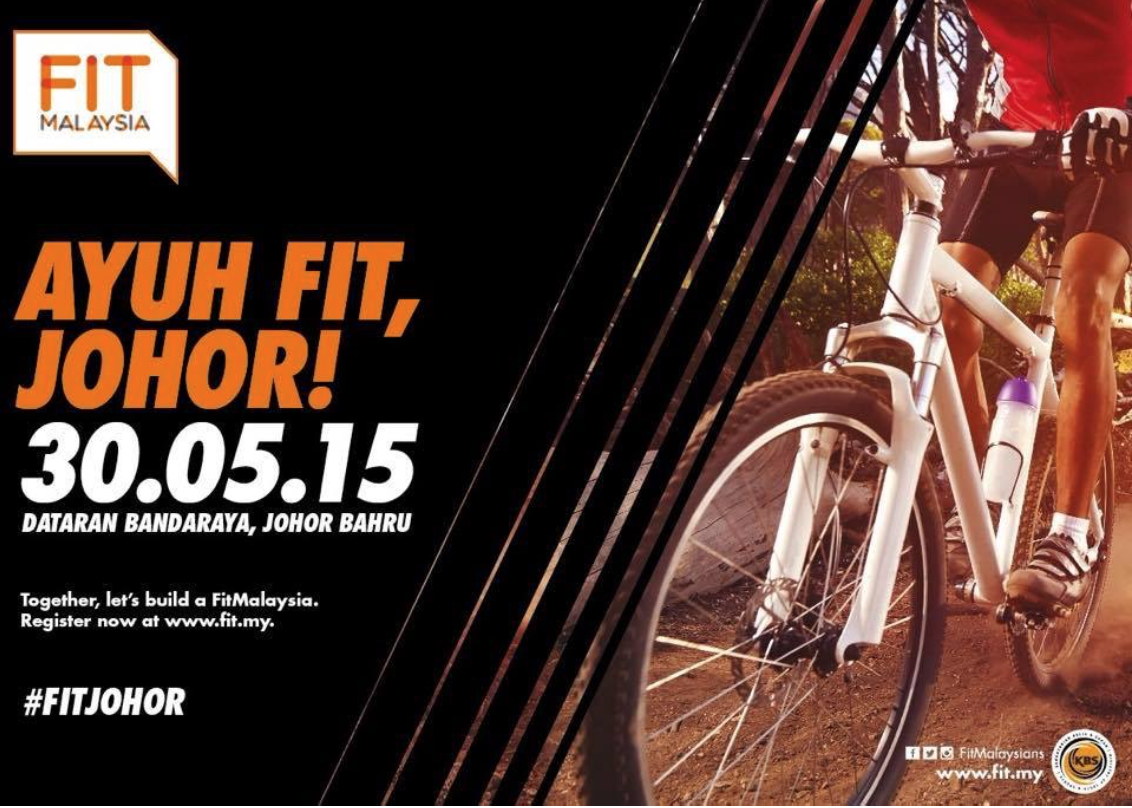 FIT
MALAYSIA
AYUH FIT,
JOHOR!
30.05.15
DATARAN BANDARAYA, JOHOR BAHRU
Together, let's build a FitMalaysia.
Register now at www.fit.my.
#FITJOHOR
FitMalaysians
www.fit.my
KBS